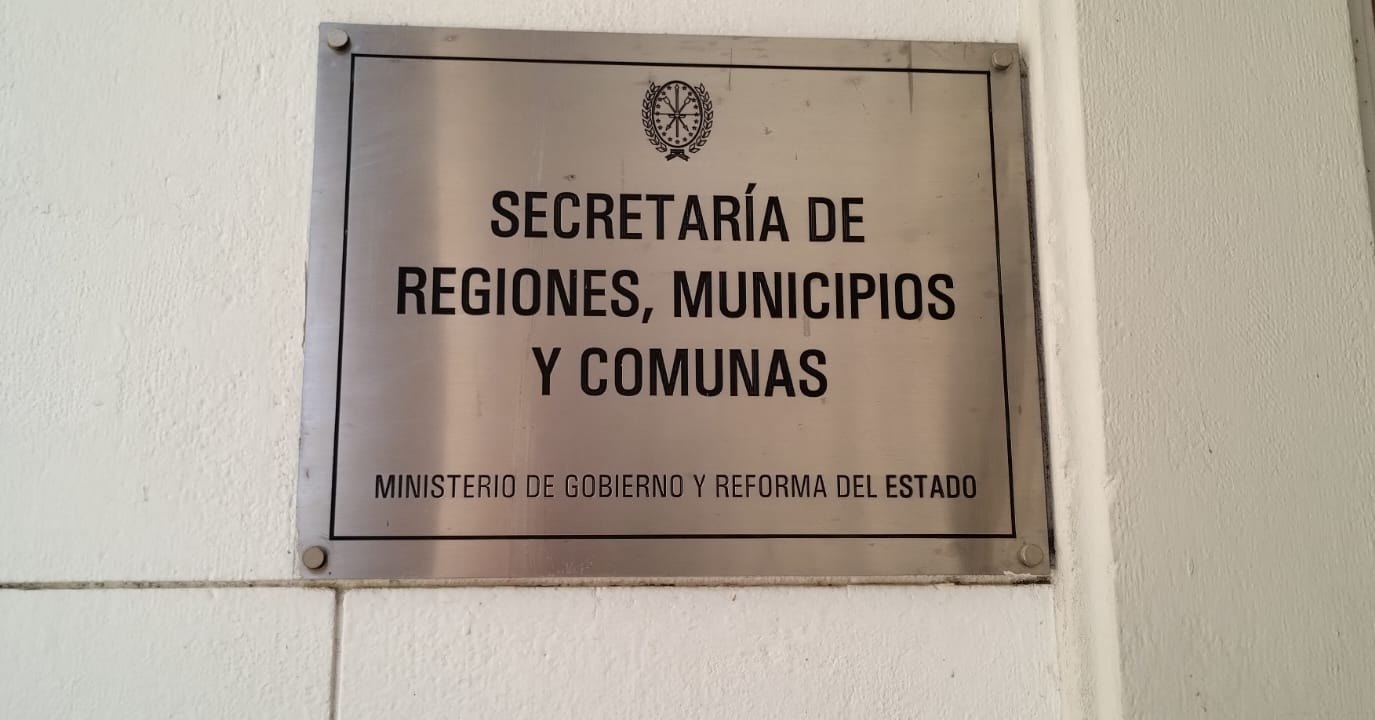 SECRETARÍA DE
REGIONES, MUNICIPIOS
Y COMUNAS
MINISTERIO DE GOBIERNO Y REFORMA DEL ESTADO